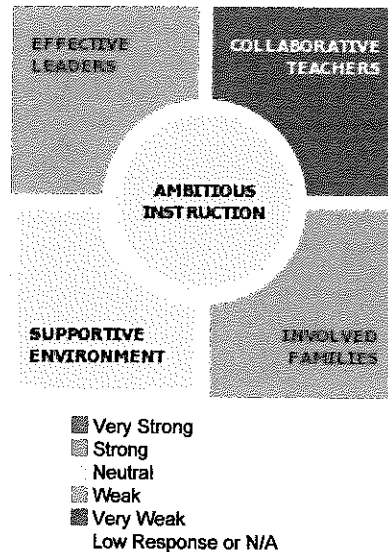 EFFECTIVE
LEADERS
COLLABORATIVE
TEACHERS
AMBITIOUS
INSTRUCTION
SUPPORTIVE
ENVIRONMENT
INVOLVED
FAMILIES
Very Strong
Strong
Neutral
Weak
Very Weak
Low Response or N/A